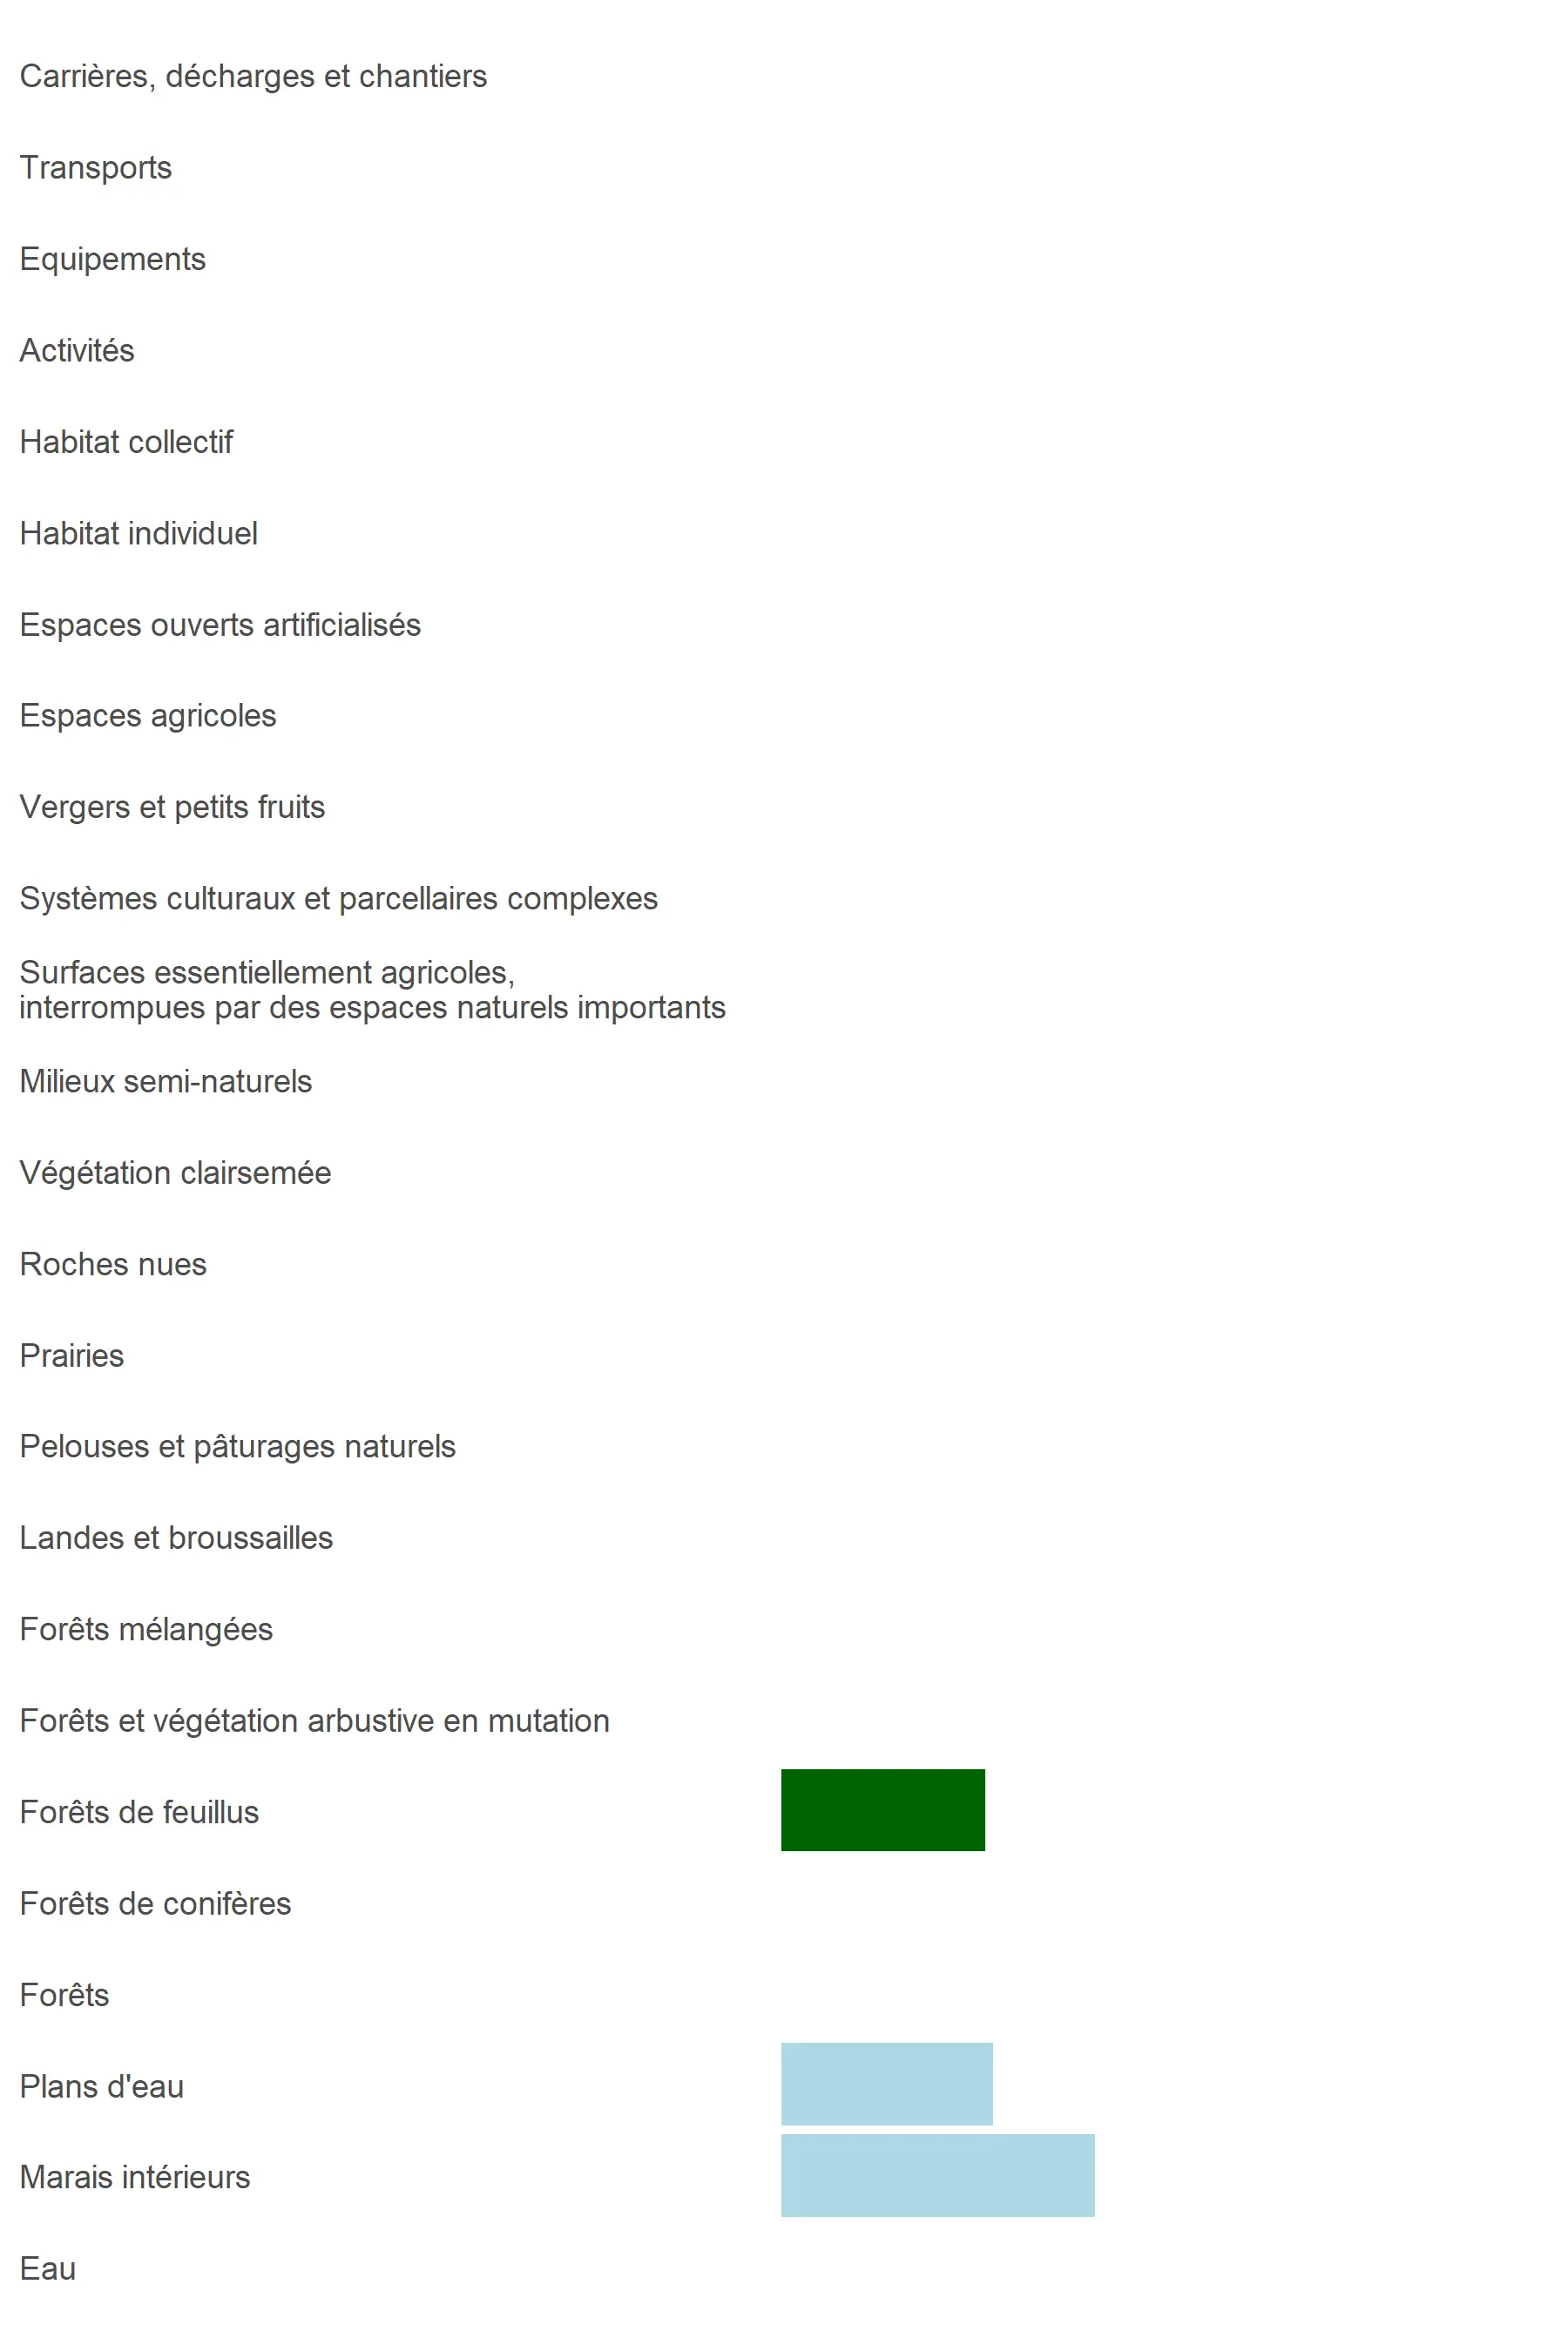 Carrières, décharges et chantiers
Transports
Equipements
Activités
Habitat collectif
Habitat individuel
Espaces ouverts artificialisés
Espaces agricoles
Vergers et petits fruits
Systèmes culturaux et parcellaires complexes
Surfaces essentiellement agricoles,
interrompues par des espaces naturels importants
Milieux semi-naturels
Végétation clairsemée
Roches nues
Prairies
Pelouses et pâturages naturels
Landes et broussailles
Forêts mélangées
Forêts et végétation arbustive en mutation
Forêts de feuillus
Forêts de conifères
Forêts
Plans d'eau
Marais intérieurs
Eau